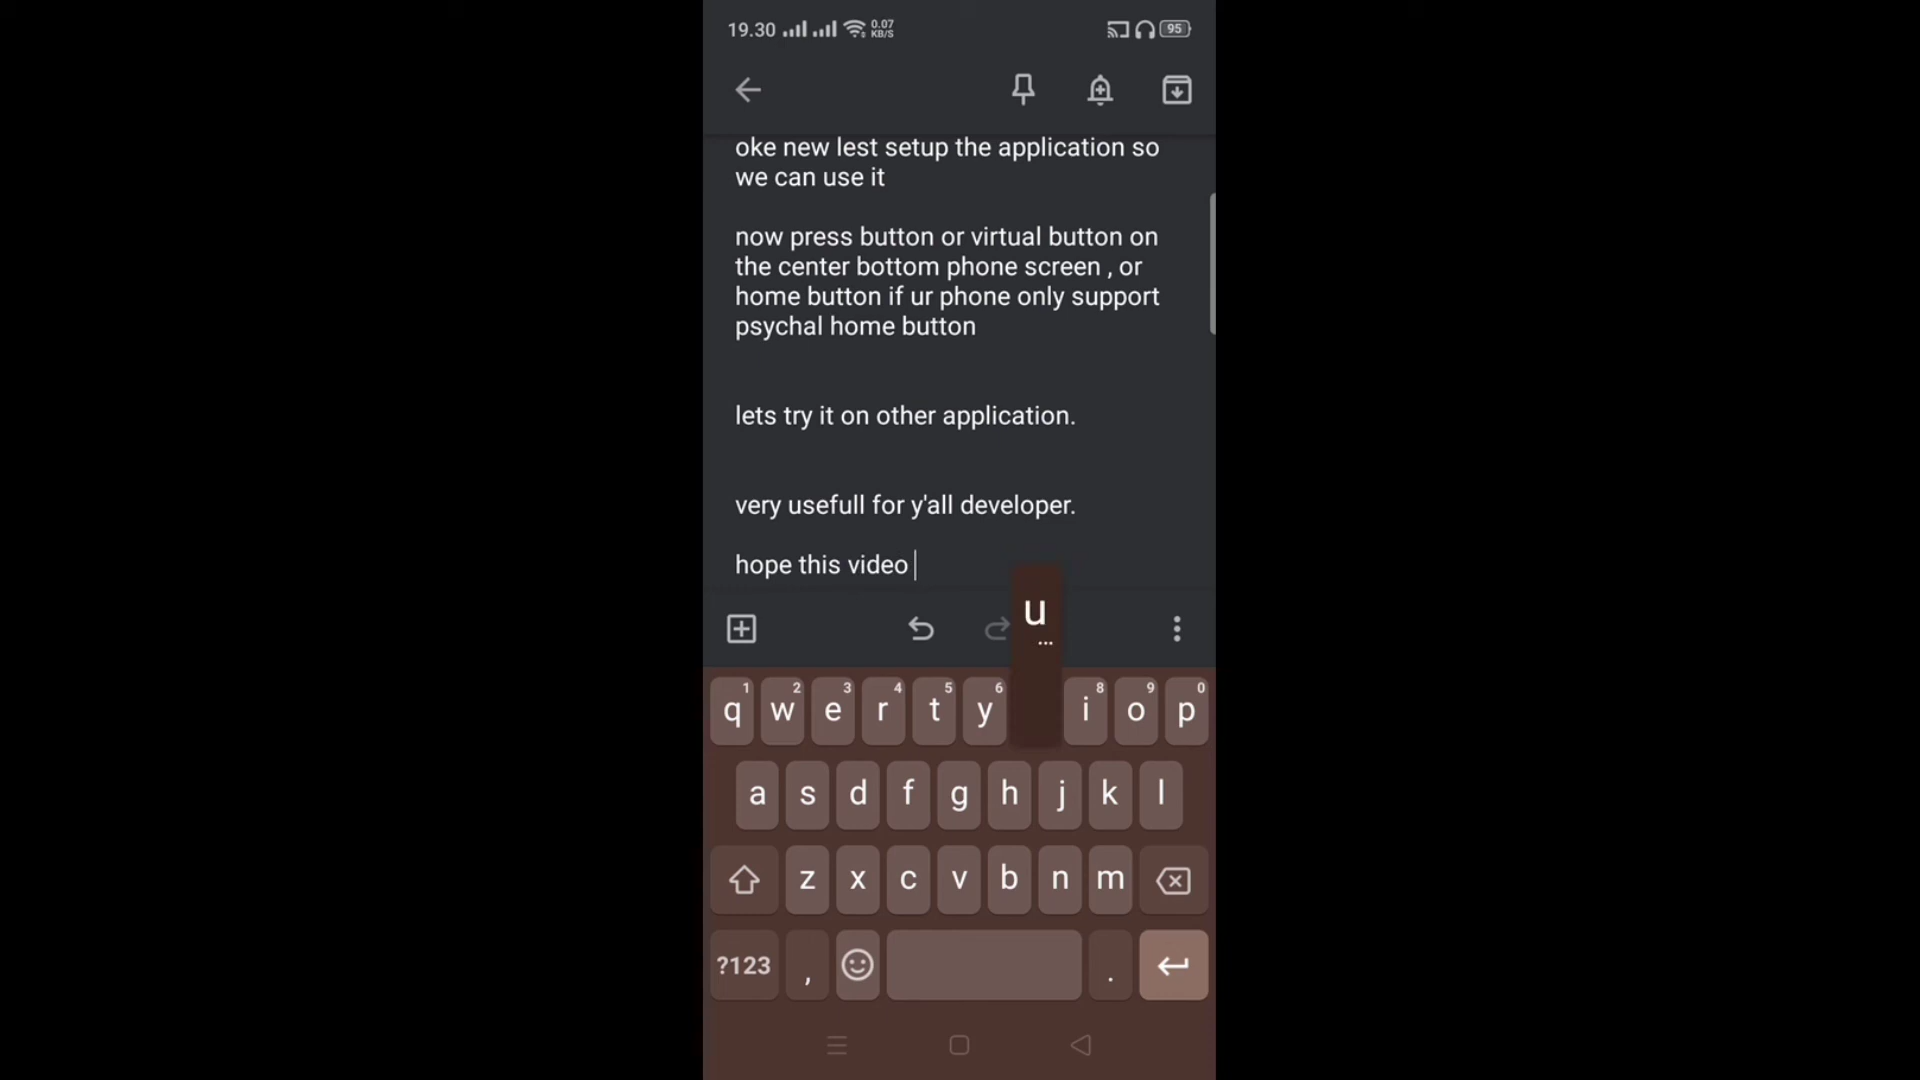 19.30 0.07 KB/S 95
oke new lest setup the application so
we can use it
now press button or virtual button on
the center bottom phone screen , or
home button if ur phone only support
psychal home button
lets try it on other application.
very usefull for y'all developer.
hope this video
u
...
q 1 w 2 e 3 r 4 t 5 y 6 i 8 o 9 p 0
a s d f g h j k l
z x c v b n m
?123 , .